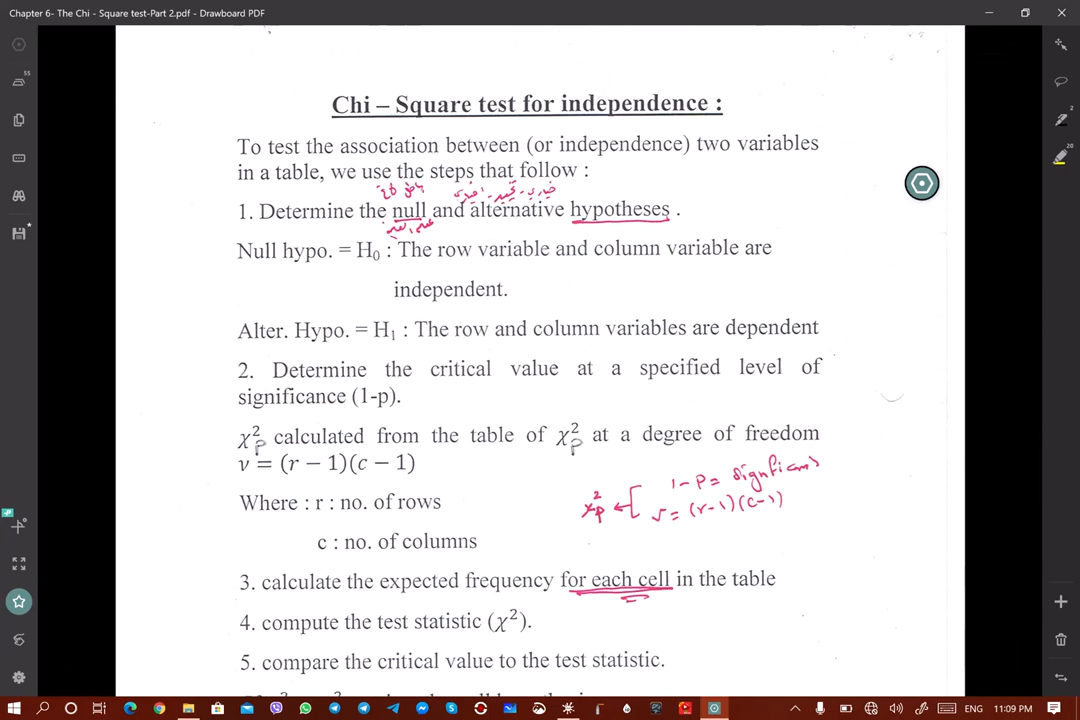 Chapter 6- The Chi - Square test-Part 2.pdf - Drawboard PDF
Chi – Square test for independence :
To test the association between (or independence) two variables
in a table, we use the steps that follow :
1. Determine the null and alternative hypotheses .
Null hypo. = H₀ : The row variable and column variable are
independent.
Alter. Hypo. = H₁ : The row and column variables are dependent
2. Determine the critical value at a specified level of
significance (1-p).
χ²ₚ calculated from the table of χ²ₚ at a degree of freedom
ν = (r − 1)(c − 1)
1-P =
χ²ₚ ← [ ν = (r-1)(c-1)
Where : r : no. of rows
c : no. of columns
3. calculate the expected frequency for each cell in the table
4. compute the test statistic (χ²).
5. compare the critical value to the test statistic.
55
2
20
ENG 11:09 PM